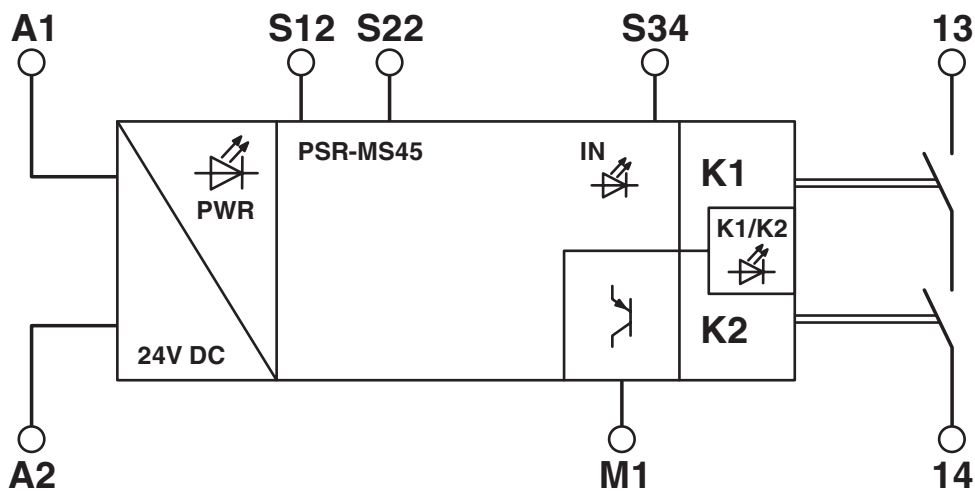 A1
S12
S22
S34
13
PSR-MS45
IN
K1
PWR
K1/K2
24V DC
K2
A2
M1
14